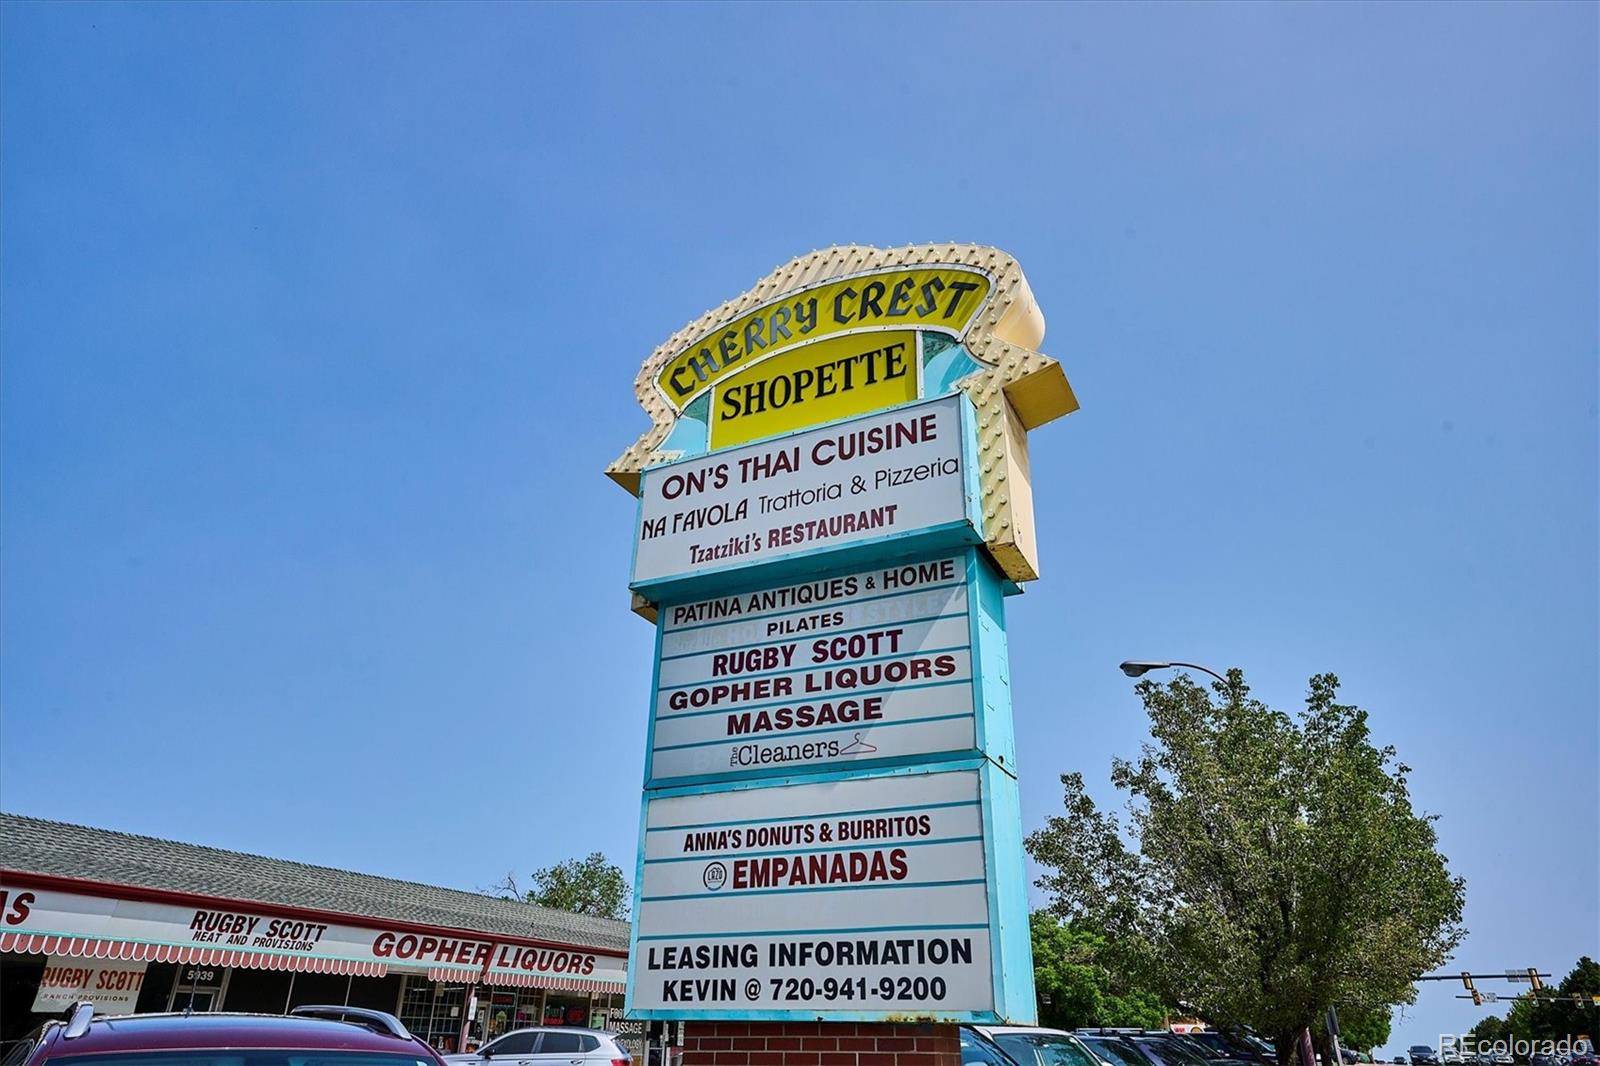 CHERRY CREST
SHOPETTE
ON'S THAI CUISINE
NA FAVOLA Trattoria & Pizzeria
Tzatziki's RESTAURANT
PATINA ANTIQUES & HOME
PILATES
RUGBY SCOTT
GOPHER LIQUORS
MASSAGE
The Cleaners
ANNA'S DONUTS & BURRITOS
LAZO EMPANADAS
LEASING INFORMATION
KEVIN @ 720-941-9200
AS
RUGBY SCOTT
MEAT AND PROVISIONS
GOPHER LIQUORS
RUGBY SCOTT
RANCH PROVISIONS
5939
MASSAGE
REcolorado